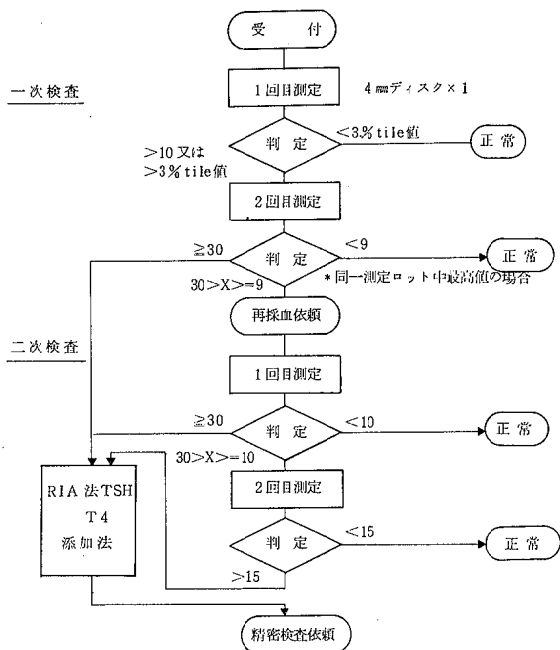 受 付
一次検査
1回目測定
4㎜ディスク×1
判 定
<3.%tile値
正 常
>10又は
>3%tile値
2回目測定
≧30
判 定
<9
正 常
30>X>=9
*同一測定ロット中最高値の場合
再採血依頼
二次検査
1回目測定
≧30
判 定
<10
正 常
30>X>=10
2回目測定
RIA法TSH
T4
添加法
判 定
<15
正 常
>15
精密検査依頼